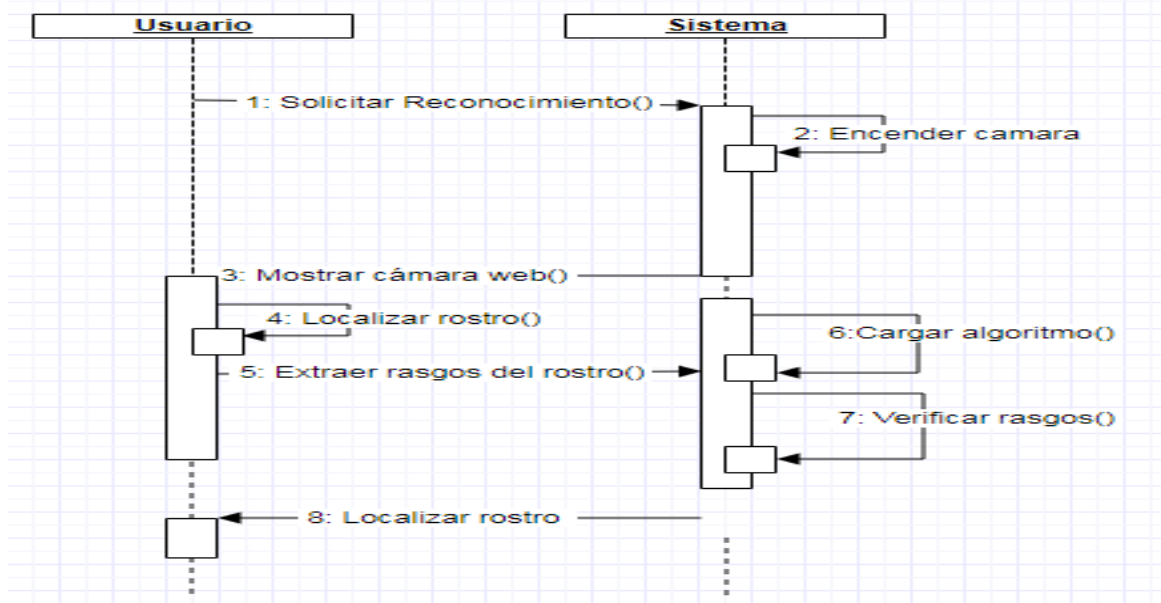 Usuario
Sistema
1: Solicitar Reconocimiento()
2: Encender camara
3: Mostrar cámara web()
4: Localizar rostro()
5: Extraer rasgos del rostro()
6:Cargar algoritmo()
7: Verificar rasgos()
8: Localizar rostro